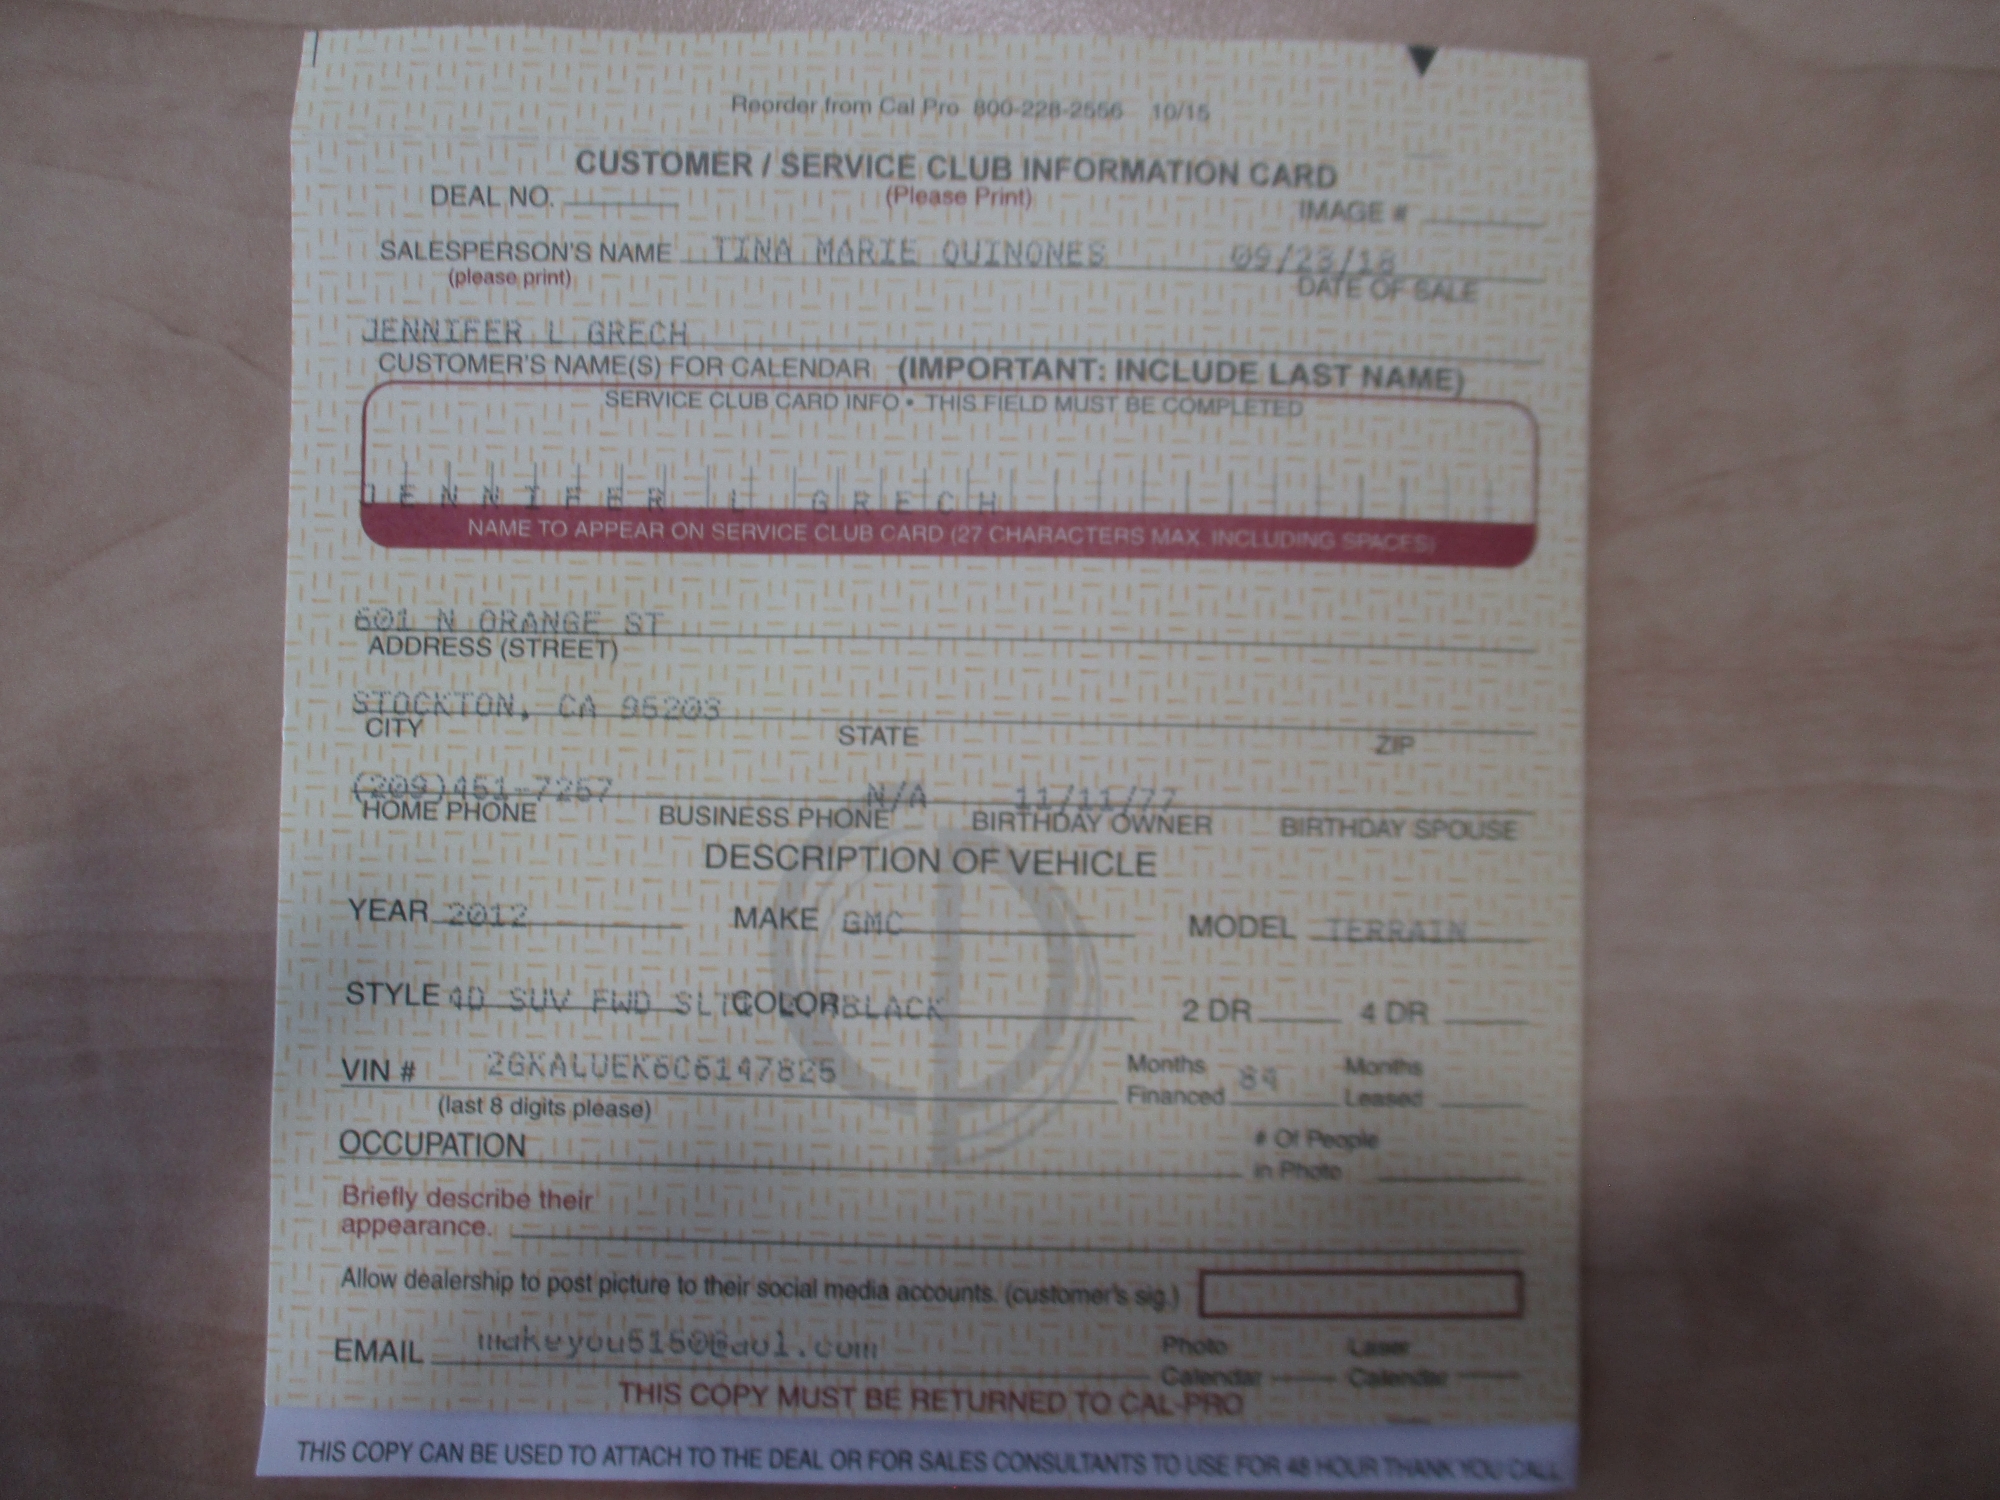 Reorder from Cal Pro 800-228-2556 10/15
CUSTOMER / SERVICE CLUB INFORMATION CARD
DEAL NO. (Please Print) IMAGE #
SALESPERSON'S NAME TINA MARIE QUINONES 09/23/18
(please print) DATE OF SALE
JENNIFER L GRECH
CUSTOMER'S NAME(S) FOR CALENDAR (IMPORTANT: INCLUDE LAST NAME)
SERVICE CLUB CARD INFO • THIS FIELD MUST BE COMPLETED
JENNIFER L GRECH
NAME TO APPEAR ON SERVICE CLUB CARD (27 CHARACTERS MAX. INCLUDING SPACES)
601 N ORANGE ST
ADDRESS (STREET)
STOCKTON, CA 95203
CITY STATE ZIP
(209)451-7257 N/A 11/11/77
HOME PHONE BUSINESS PHONE BIRTHDAY OWNER BIRTHDAY SPOUSE
DESCRIPTION OF VEHICLE
YEAR 2012 MAKE GMC MODEL TERRAIN
STYLE 4D SUV FWD COLOR BLACK 2 DR 4 DR
VIN # 2GKALUEK6C6147825 Months Financed 84 Months Leased
(last 8 digits please)
OCCUPATION # Of People in Photo
Briefly describe their
appearance.
Allow dealership to post picture to their social media accounts. (customer's sig.)
EMAIL makeyou5150@aol.com Photo Calendar Laser Calendar
THIS COPY MUST BE RETURNED TO CAL-PRO
THIS COPY CAN BE USED TO ATTACH TO THE DEAL OR FOR SALES CONSULTANTS TO USE FOR 48 HOUR THANK YOU CALL